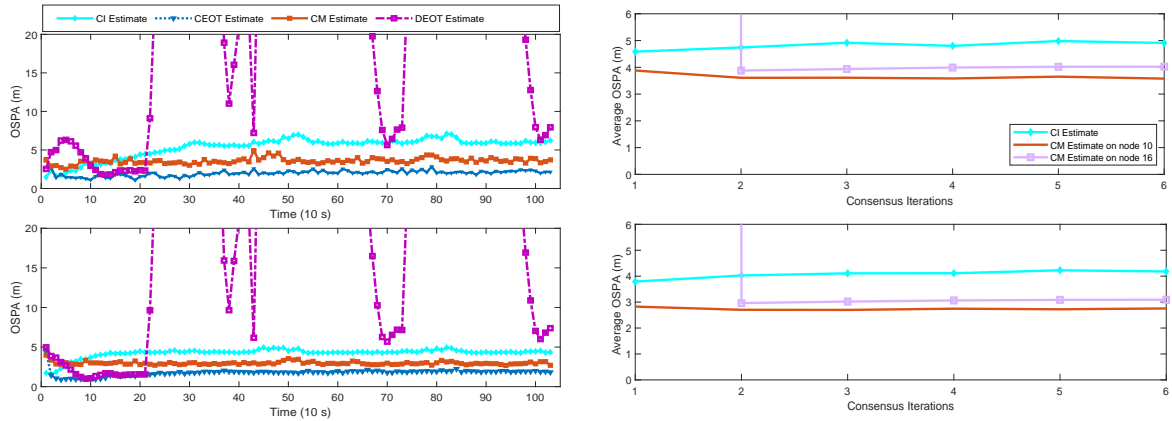 CI Estimate CEOT Estimate CM Estimate DEOT Estimate
20
15
10
5
0
OSPA (m)
0 10 20 30 40 50 60 70 80 90 100
Time (10 s)
20
15
10
5
0
OSPA (m)
0 10 20 30 40 50 60 70 80 90 100
Time (10 s)
6
5
4
3
2
1
0
Average OSPA (m)
CI Estimate
CM Estimate on node 10
CM Estimate on node 16
1 2 3 4 5 6
Consensus Iterations
6
5
4
3
2
1
0
Average OSPA (m)
1 2 3 4 5 6
Consensus Iterations